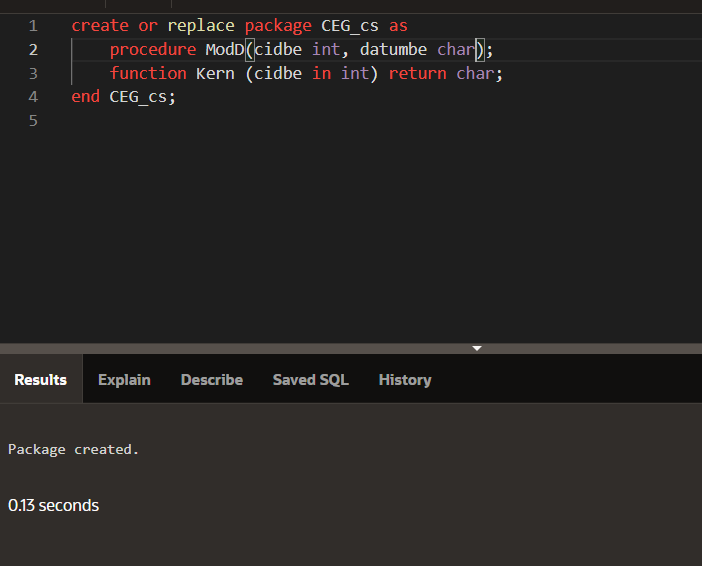 1 create or replace package CEG_cs as
2 procedure ModD(cidbe int, datumbe char);
3 function Kern (cidbe in int) return char;
4 end CEG_cs;
5
Results Explain Describe Saved SQL History
Package created.
0.13 seconds